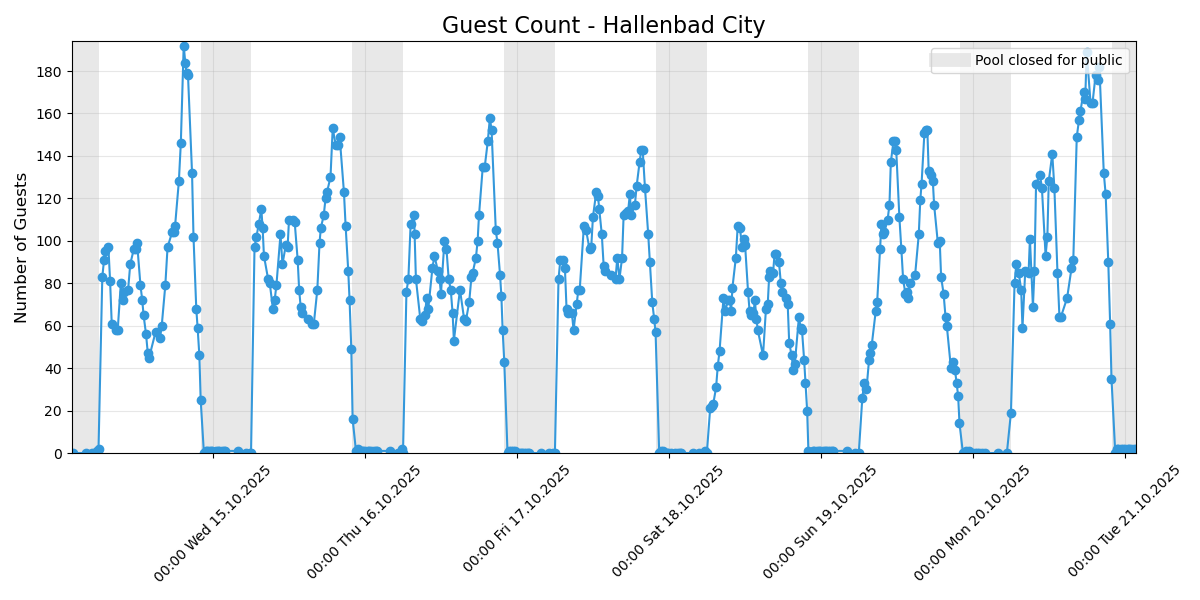 Guest Count - Hallenbad City
Pool closed for public
Number of Guests
180
160
140
120
100
80
60
40
20
0
00:00 Wed 15.10.2025
00:00 Thu 16.10.2025
00:00 Fri 17.10.2025
00:00 Sat 18.10.2025
00:00 Sun 19.10.2025
00:00 Mon 20.10.2025
00:00 Tue 21.10.2025